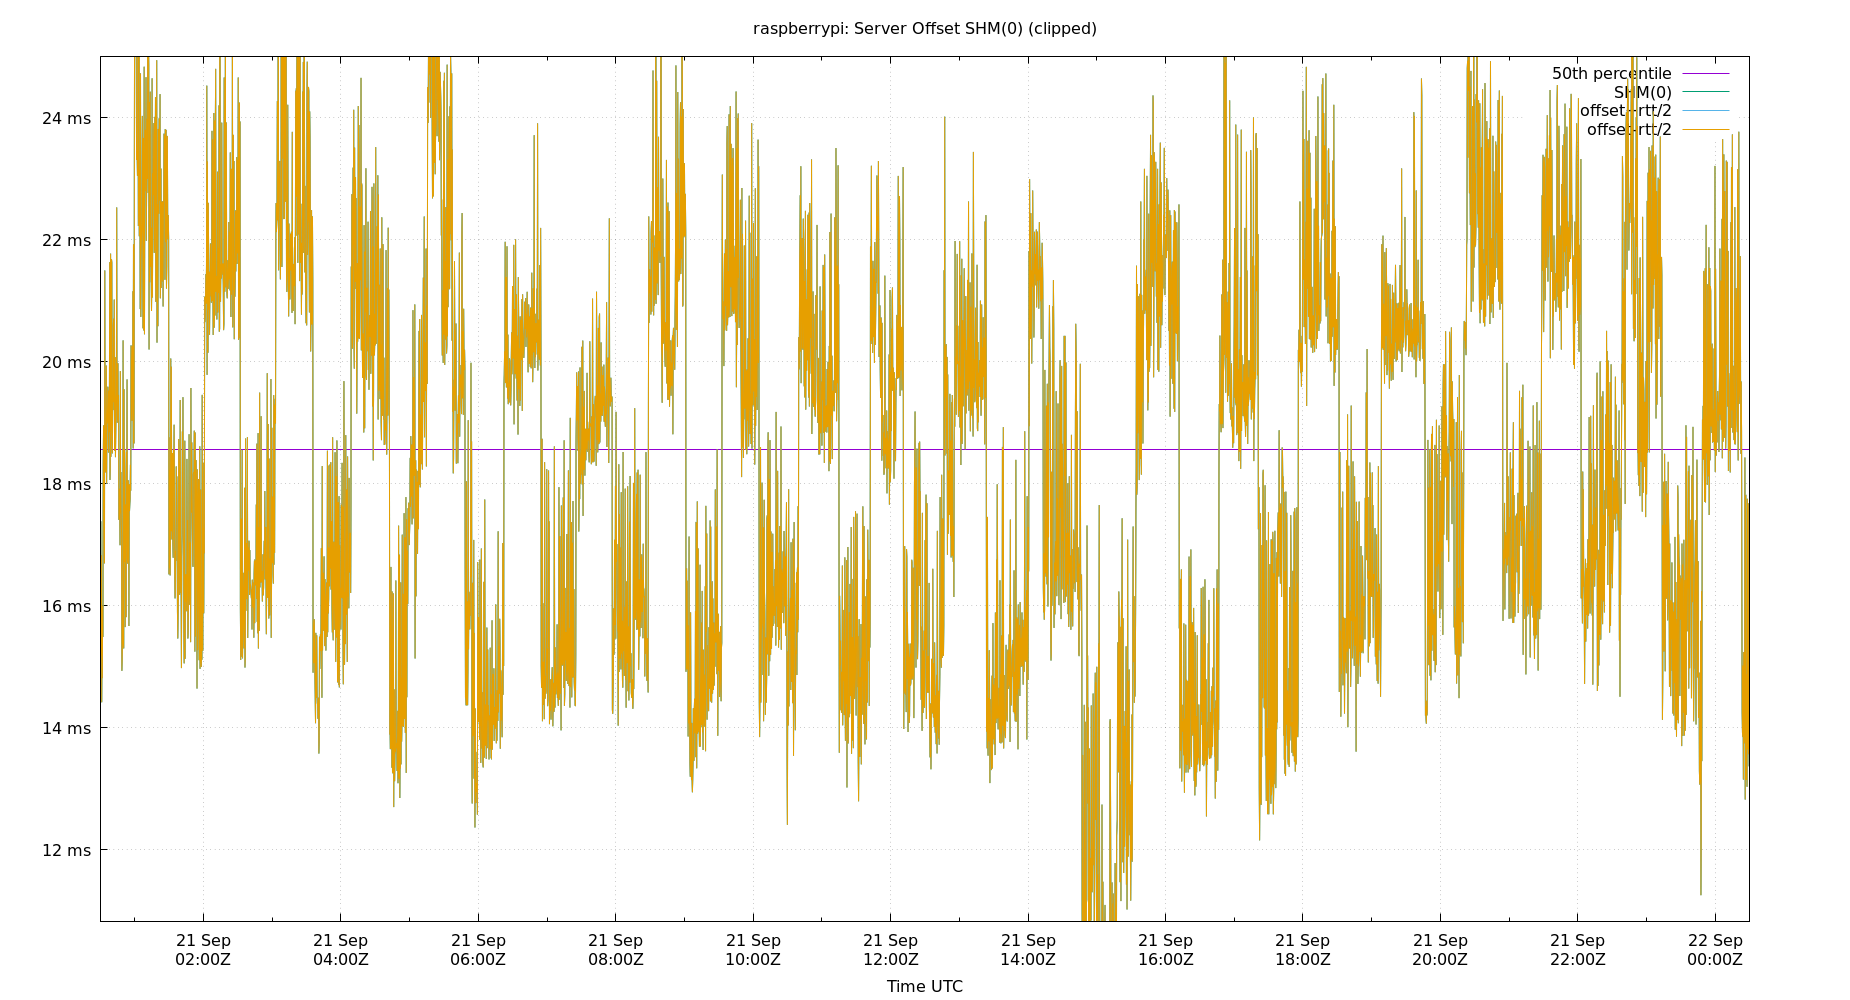 raspberrypi: Server Offset SHM(0) (clipped)
50th percentile
SHM(0)
offset-rtt/2
offset+rtt/2
24 ms
22 ms
20 ms
18 ms
16 ms
14 ms
12 ms
21 Sep 21 Sep 21 Sep 21 Sep 21 Sep 21 Sep 21 Sep 21 Sep 21 Sep 21 Sep 21 Sep 22 Sep
02:00Z 04:00Z 06:00Z 08:00Z 10:00Z 12:00Z 14:00Z 16:00Z 18:00Z 20:00Z 22:00Z 00:00Z
Time UTC